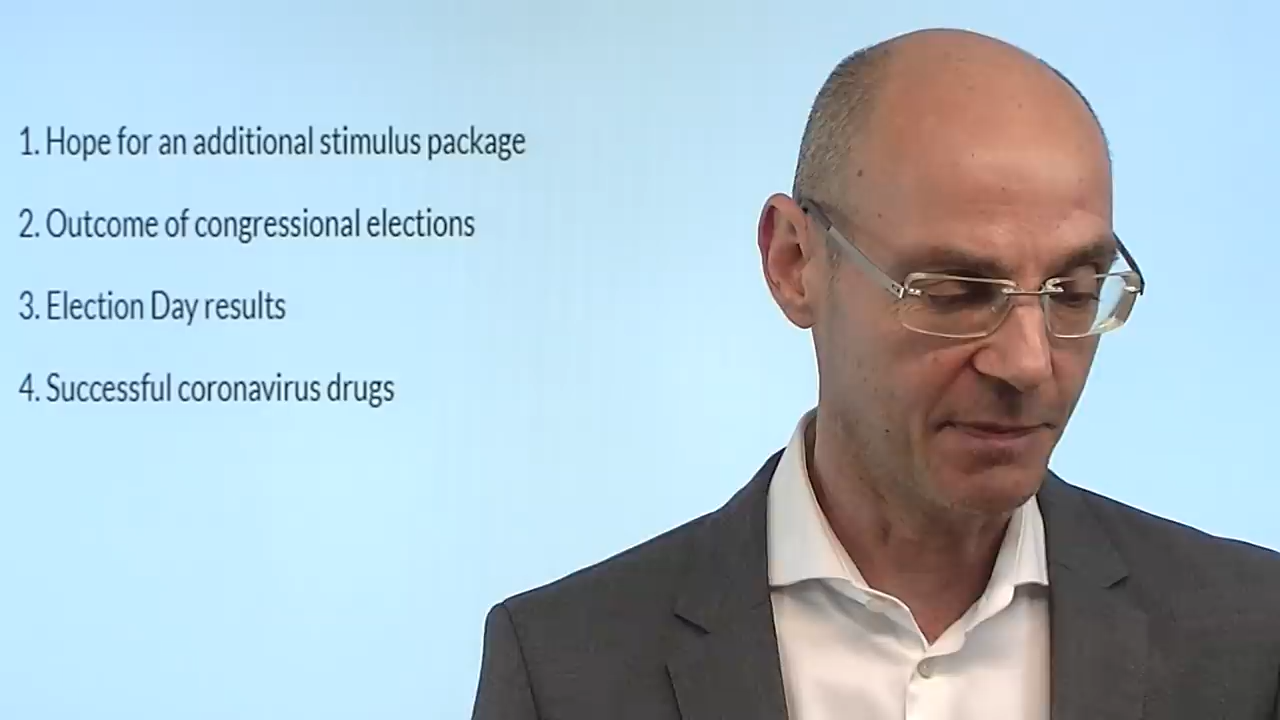 1. Hope for an additional stimulus package
2. Outcome of congressional elections
3. Election Day results
4. Successful coronavirus drugs